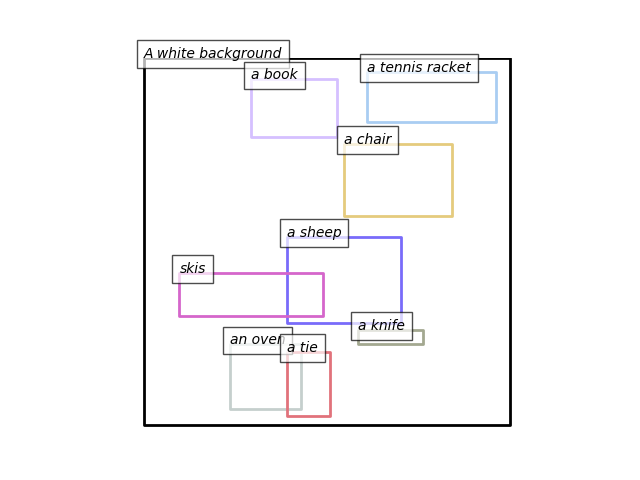 A white background
a book
a tennis racket
a chair
a sheep
skis
a knife
an oven
a tie